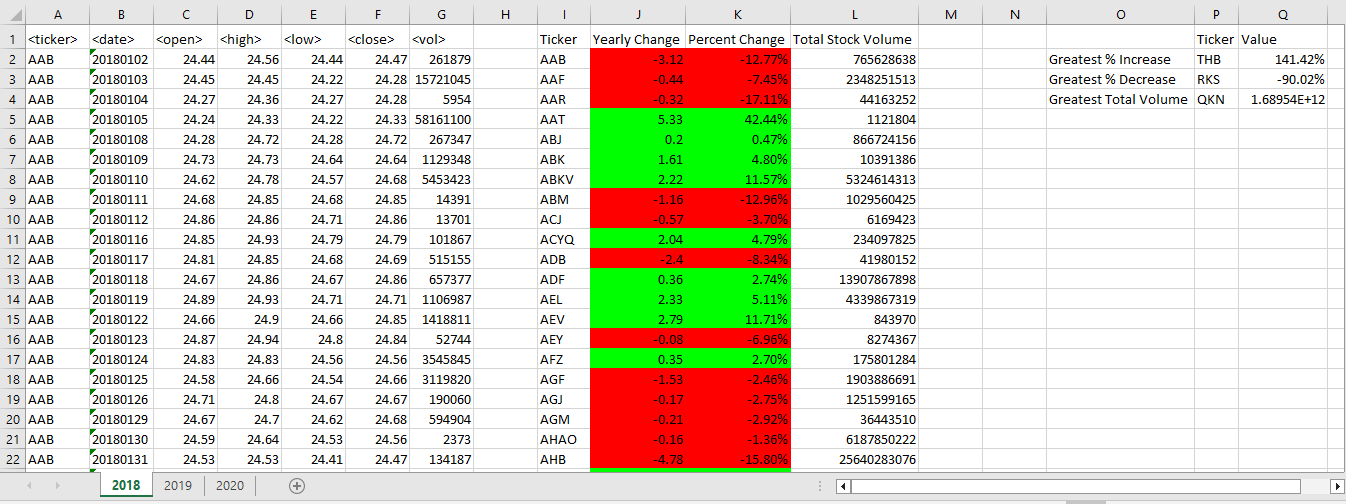 A B C D E F G H I J K L M N O P Q
1 <ticker> <date> <open> <high> <low> <close> <vol> Ticker Yearly Change Percent Change Total Stock Volume Ticker Value
2 AAB 20180102 24.44 24.56 24.44 24.47 261879 AAB -3.12 -12.77% 765628638 Greatest % Increase THB 141.42%
3 AAB 20180103 24.45 24.45 24.22 24.28 15721045 AAF -0.44 -7.45% 2348251513 Greatest % Decrease RKS -90.02%
4 AAB 20180104 24.27 24.36 24.27 24.28 5954 AAR -0.32 -17.11% 44163252 Greatest Total Volume QKN 1.68954E+12
5 AAB 20180105 24.24 24.33 24.22 24.33 58161100 AAT 5.33 42.44% 1121804
6 AAB 20180108 24.28 24.72 24.28 24.72 267347 ABJ 0.2 0.47% 866724156
7 AAB 20180109 24.73 24.73 24.64 24.64 1129348 ABK 1.61 4.80% 10391386
8 AAB 20180110 24.62 24.78 24.57 24.68 5453423 ABKV 2.22 11.57% 5324614313
9 AAB 20180111 24.68 24.85 24.68 24.85 14391 ABM -1.16 -12.96% 1029560425
10 AAB 20180112 24.86 24.86 24.71 24.86 13701 ACJ -0.57 -3.70% 6169423
11 AAB 20180116 24.85 24.93 24.79 24.79 101867 ACYQ 2.04 4.79% 234097825
12 AAB 20180117 24.81 24.85 24.68 24.69 515155 ADB -2.4 -8.34% 41980152
13 AAB 20180118 24.67 24.86 24.67 24.86 657377 ADF 0.36 2.74% 13907867898
14 AAB 20180119 24.89 24.93 24.71 24.71 1106987 AEL 2.33 5.11% 4339867319
15 AAB 20180122 24.66 24.9 24.66 24.85 1418811 AEV 2.79 11.71% 843970
16 AAB 20180123 24.87 24.94 24.8 24.84 52744 AEY -0.08 -6.96% 8274367
17 AAB 20180124 24.83 24.83 24.56 24.56 3545845 AFZ 0.35 2.70% 175801284
18 AAB 20180125 24.58 24.66 24.54 24.66 3119820 AGF -1.53 -2.46% 1903886691
19 AAB 20180126 24.71 24.8 24.67 24.67 190060 AGJ -0.17 -2.75% 1251599165
20 AAB 20180129 24.67 24.7 24.62 24.68 594904 AGM -0.21 -2.92% 36443510
21 AAB 20180130 24.59 24.64 24.53 24.56 2373 AHAO -0.16 -1.36% 6187850222
22 AAB 20180131 24.53 24.53 24.41 24.47 134187 AHB -4.78 -15.80% 25640283076
2018 2019 2020